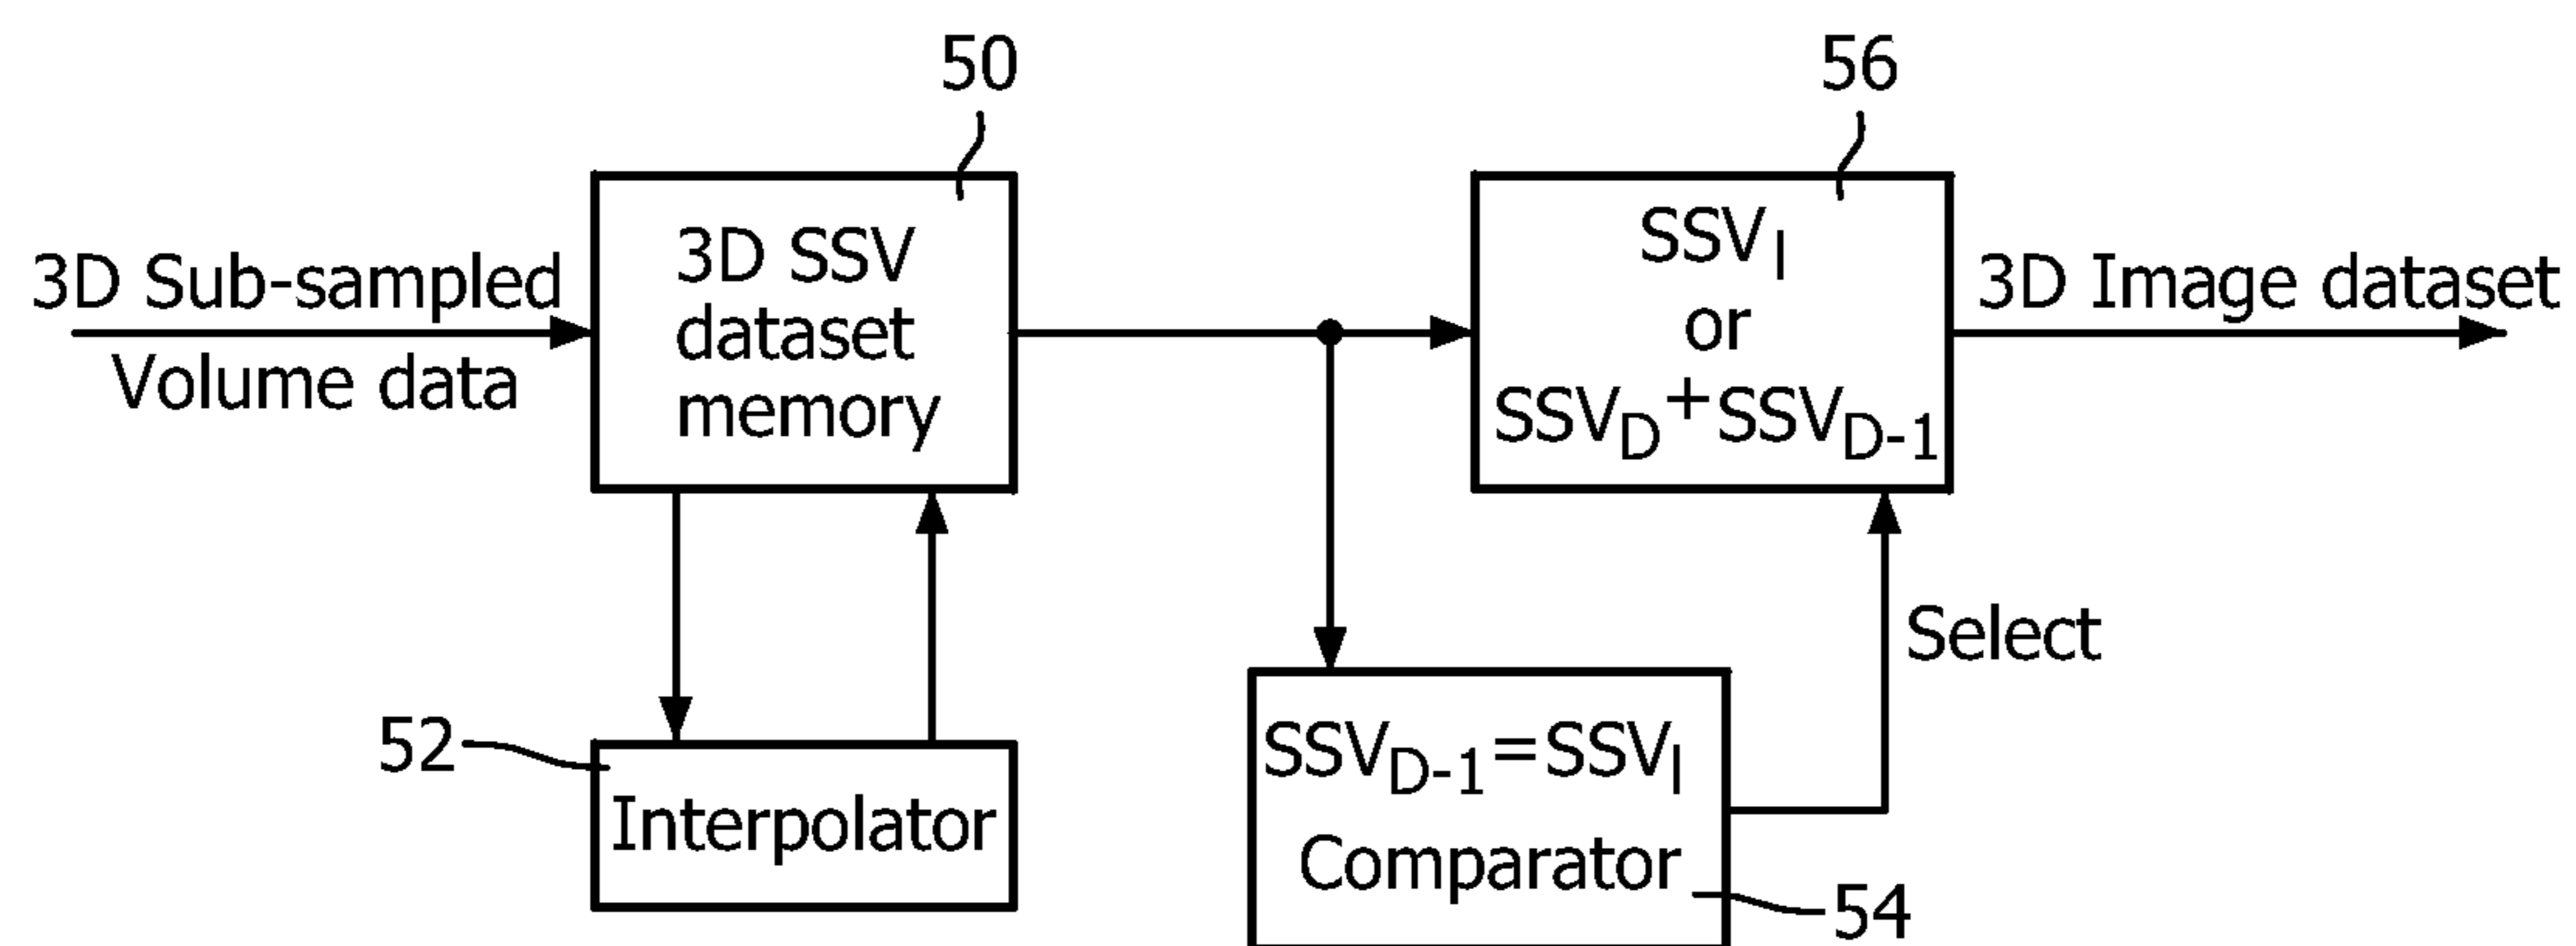 50
56
3D Sub-sampled
Volume data
3D SSV
dataset
memory
SSV_I
or
SSV_D+SSV_D-1
3D Image dataset
Select
52
Interpolator
SSV_D-1=SSV_I
Comparator
54